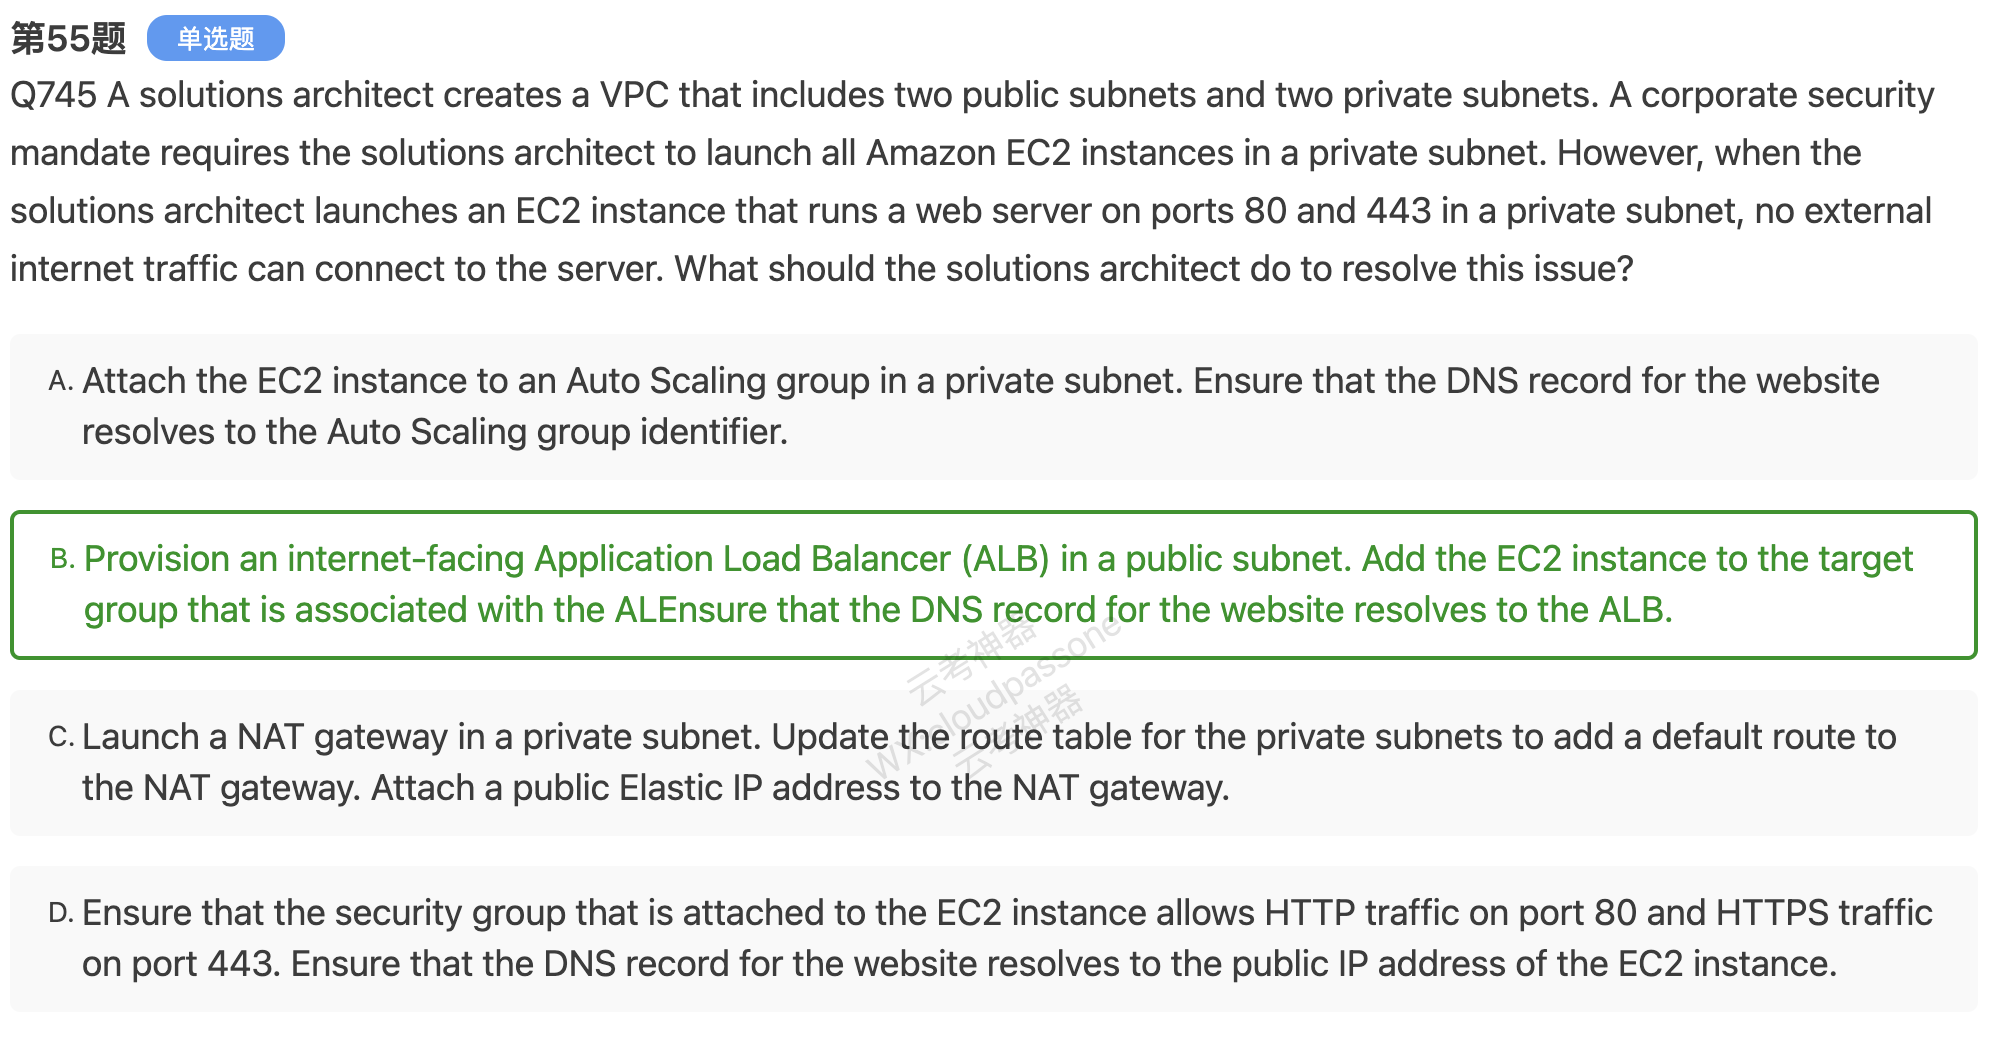 第55题 单选题
Q745 A solutions architect creates a VPC that includes two public subnets and two private subnets. A corporate security
mandate requires the solutions architect to launch all Amazon EC2 instances in a private subnet. However, when the
solutions architect launches an EC2 instance that runs a web server on ports 80 and 443 in a private subnet, no external
internet traffic can connect to the server. What should the solutions architect do to resolve this issue?
A. Attach the EC2 instance to an Auto Scaling group in a private subnet. Ensure that the DNS record for the website
resolves to the Auto Scaling group identifier.
B. Provision an internet-facing Application Load Balancer (ALB) in a public subnet. Add the EC2 instance to the target
group that is associated with the ALEnsure that the DNS record for the website resolves to the ALB.
云考神器
C. Launch a NAT gateway in a private subnet. Update the route table for the private subnets to add a default route to
the NAT gateway. Attach a public Elastic IP address to the NAT gateway.
云考神器
D. Ensure that the security group that is attached to the EC2 instance allows HTTP traffic on port 80 and HTTPS traffic
on port 443. Ensure that the DNS record for the website resolves to the public IP address of the EC2 instance.